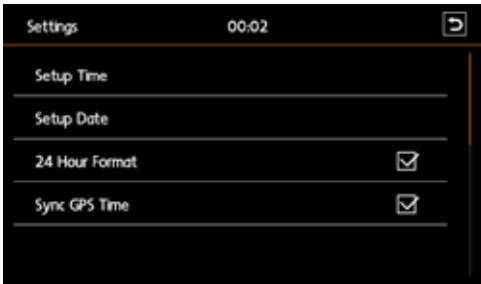 Settings 00:02
Setup Time
Setup Date
24 Hour Format
Sync GPS Time